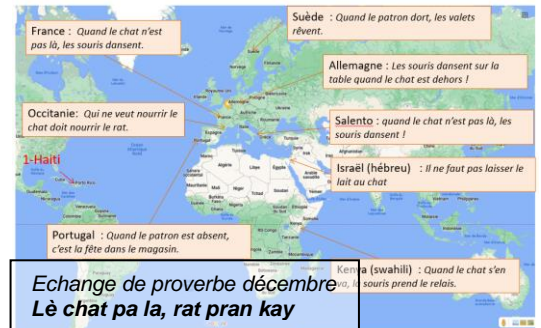 France : Quand le chat n'est
pas là, les souris dansent.
Suède : Quand le patron dort, les valets
rêvent.
Allemagne : Les souris dansent sur la
table quand le chat est dehors !
Occitanie: Qui ne veut nourrir le
chat doit nourrir le rat.
Salento : quand le chat n'est pas là, les
souris dansent !
1-Haiti
Israël (hébreu) : Il ne faut pas laisser le
lait au chat
Portugal : Quand le patron est absent,
c'est la fête dans le magasin.
Kenya (swahili) : Quand le chat s'en
va, la souris prend le relais.
Echange de proverbe décembre
Lè chat pa la, rat pran kay